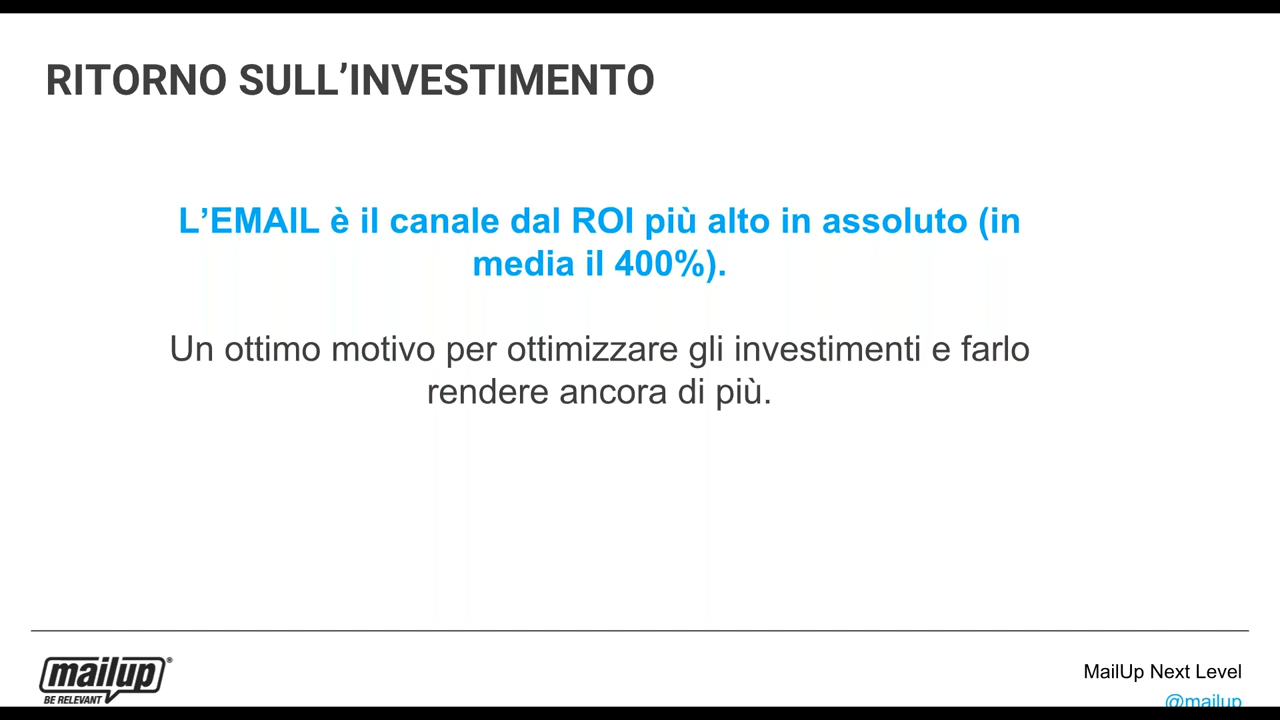 RITORNO SULL’INVESTIMENTO
L’EMAIL è il canale dal ROI più alto in assoluto (in
media il 400%).
Un ottimo motivo per ottimizzare gli investimenti e farlo
rendere ancora di più.
mailup®
BE RELEVANT
MailUp Next Level
@mailup